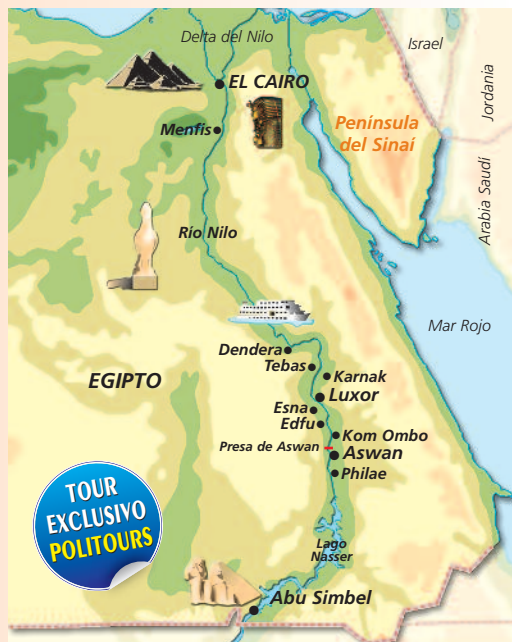 Delta del Nilo
Israel
Jordania
EL CAIRO
Menfis
Península
del Sinaí
Arabia Saudí
Río Nilo
Mar Rojo
Dendera
Tebas
Karnak
EGIPTO
Luxor
Esna
Edfu
Kom Ombo
Presa de Aswan
Aswan
Philae
TOUR
EXCLUSIVO
POLITOURS
Lago
Nasser
Abu Simbel